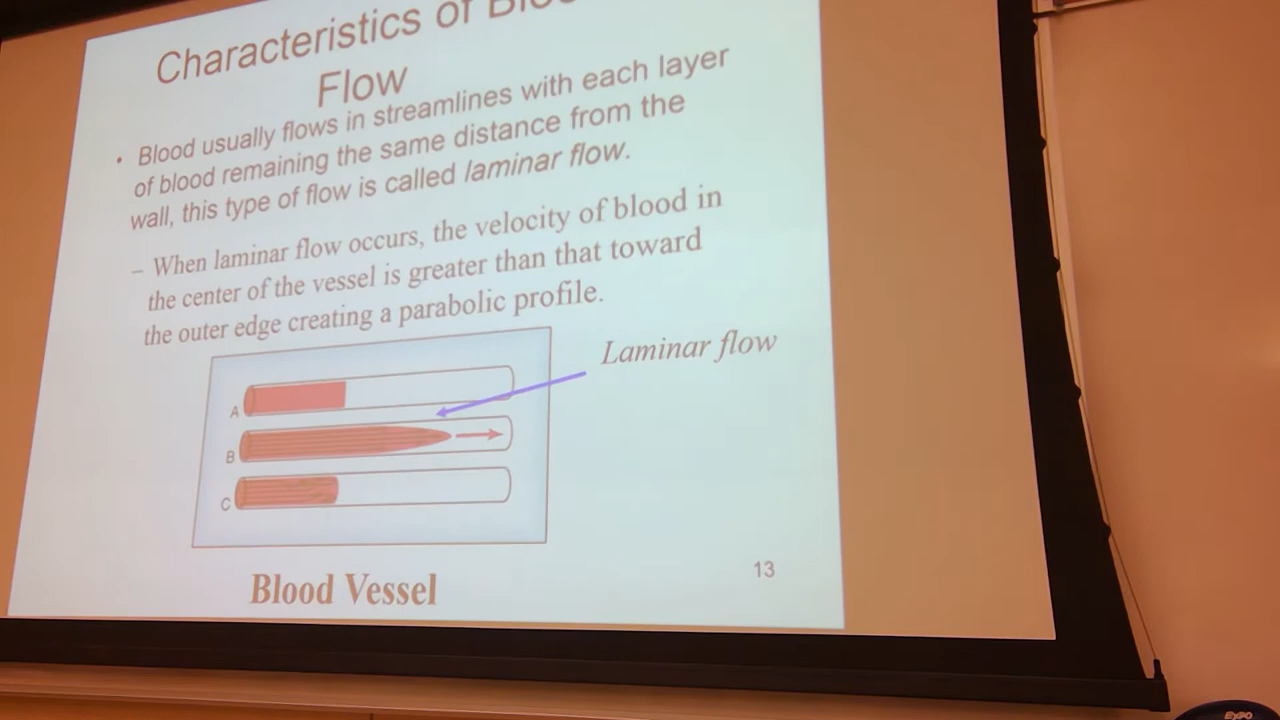 Characteristics of Blo
Flow
• Blood usually flows in streamlines with each layer
of blood remaining the same distance from the
wall, this type of flow is called laminar flow.
– When laminar flow occurs, the velocity of blood in
the center of the vessel is greater than that toward
the outer edge creating a parabolic profile.
Laminar flow
A
B
C
Blood Vessel
13